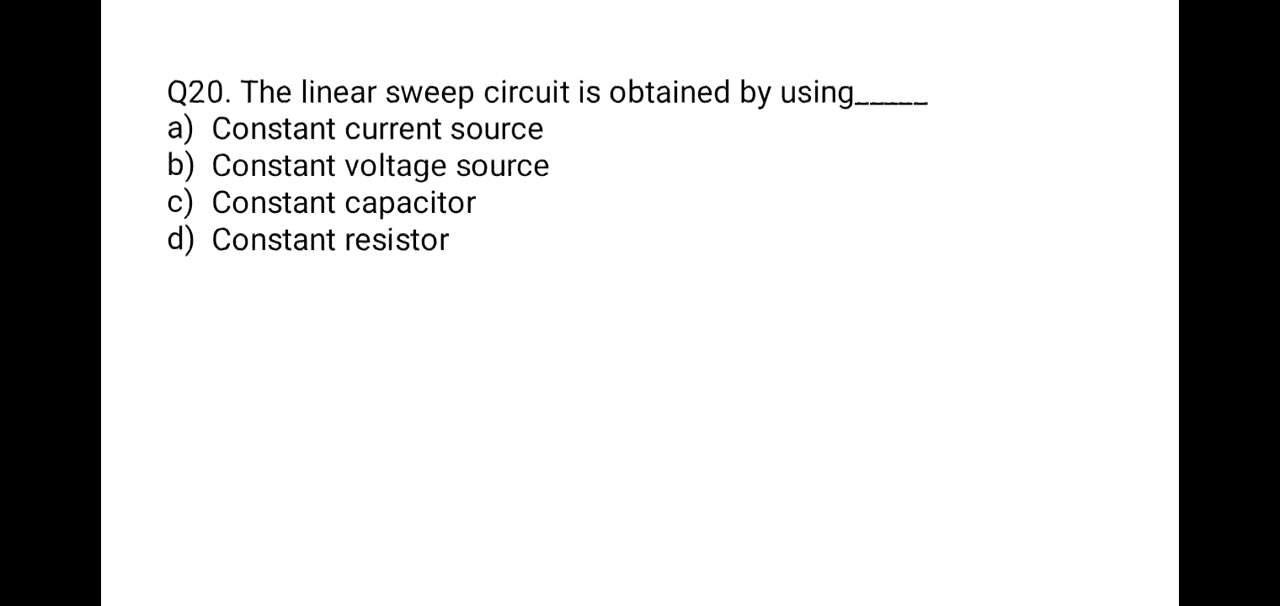 Q20. The linear sweep circuit is obtained by using_____
a) Constant current source
b) Constant voltage source
c) Constant capacitor
d) Constant resistor